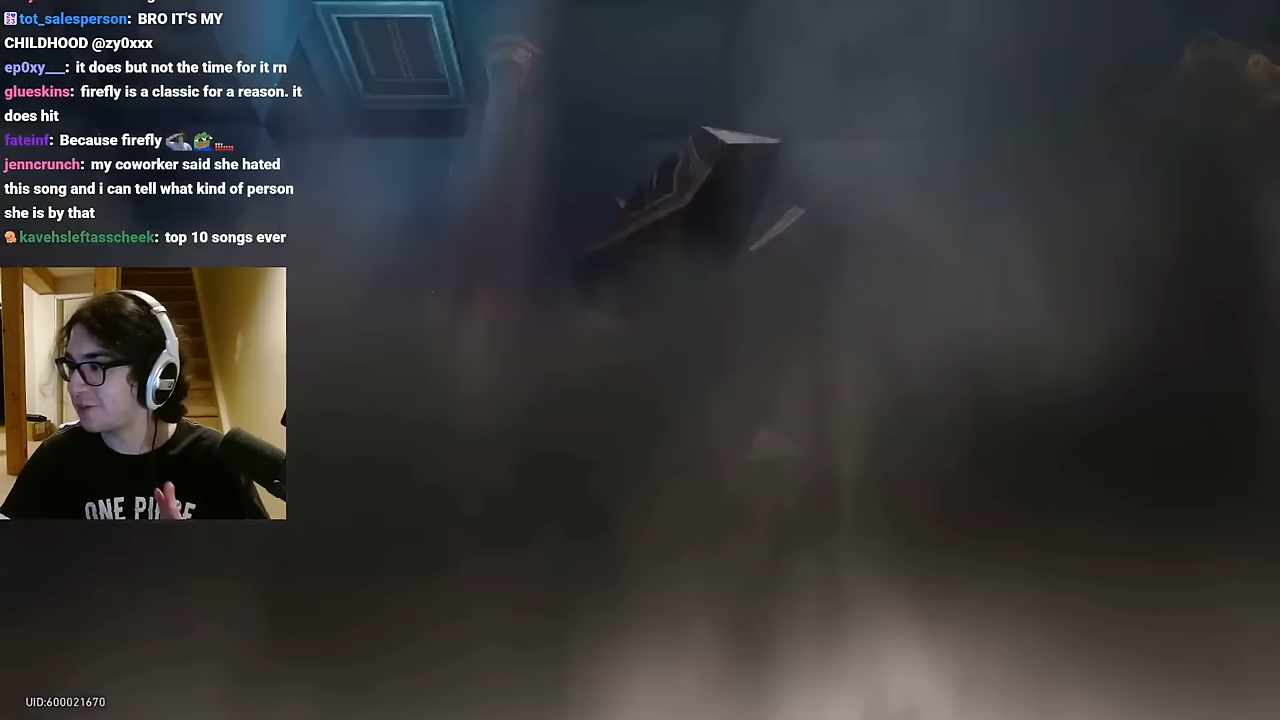 tot_salesperson: BRO IT'S MY
CHILDHOOD @zy0xxx
ep0xy___: it does but not the time for it rn
glueskins: firefly is a classic for a reason. it
does hit
fateinf: Because firefly
jenncrunch: my coworker said she hated
this song and i can tell what kind of person
she is by that
kavehsleftasscheek: top 10 songs ever
ONE PIECE
UID:600021670